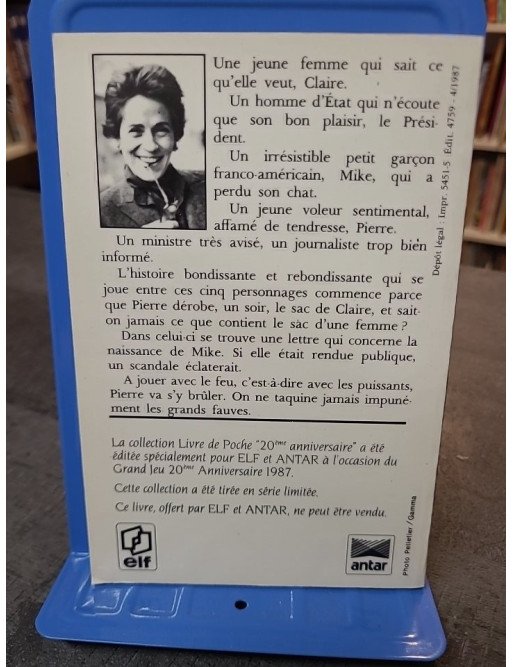 Une jeune femme qui sait ce
qu'elle veut, Claire.
Un homme d'État qui n'écoute
que son bon plaisir, le Prési-
dent.
Un irrésistible petit garçon
franco-américain, Mike, qui a
perdu son chat.
Un jeune voleur sentimental,
affamé de tendresse, Pierre.
Un ministre très avisé, un journaliste trop bien
informé.
L'histoire bondissante et rebondissante qui se
joue entre ces cinq personnages commence parce
que Pierre dérobe, un soir, le sac de Claire, et sait-
on jamais ce que contient le sac d'une femme ?
Dans celui-ci se trouve une lettre qui concerne la
naissance de Mike. Si elle était rendue publique,
un scandale éclaterait.
A jouer avec le feu, c'est-à-dire avec les puissants,
Pierre va s'y brûler. On ne taquine jamais impuné-
ment les grands fauves.
La collection Livre de Poche "20ème anniversaire" a été
éditée spécialement pour ELF et ANTAR à l'occasion du
Grand Jeu 20ème Anniversaire 1987.
Cette collection a été tirée en série limitée.
Ce livre, offert par ELF et ANTAR, ne peut être vendu.
elf
antar
Photo Pelletier / Gamma
Dépôt légal : Impr. 5451-5 Édit. 4759 - 4/1987